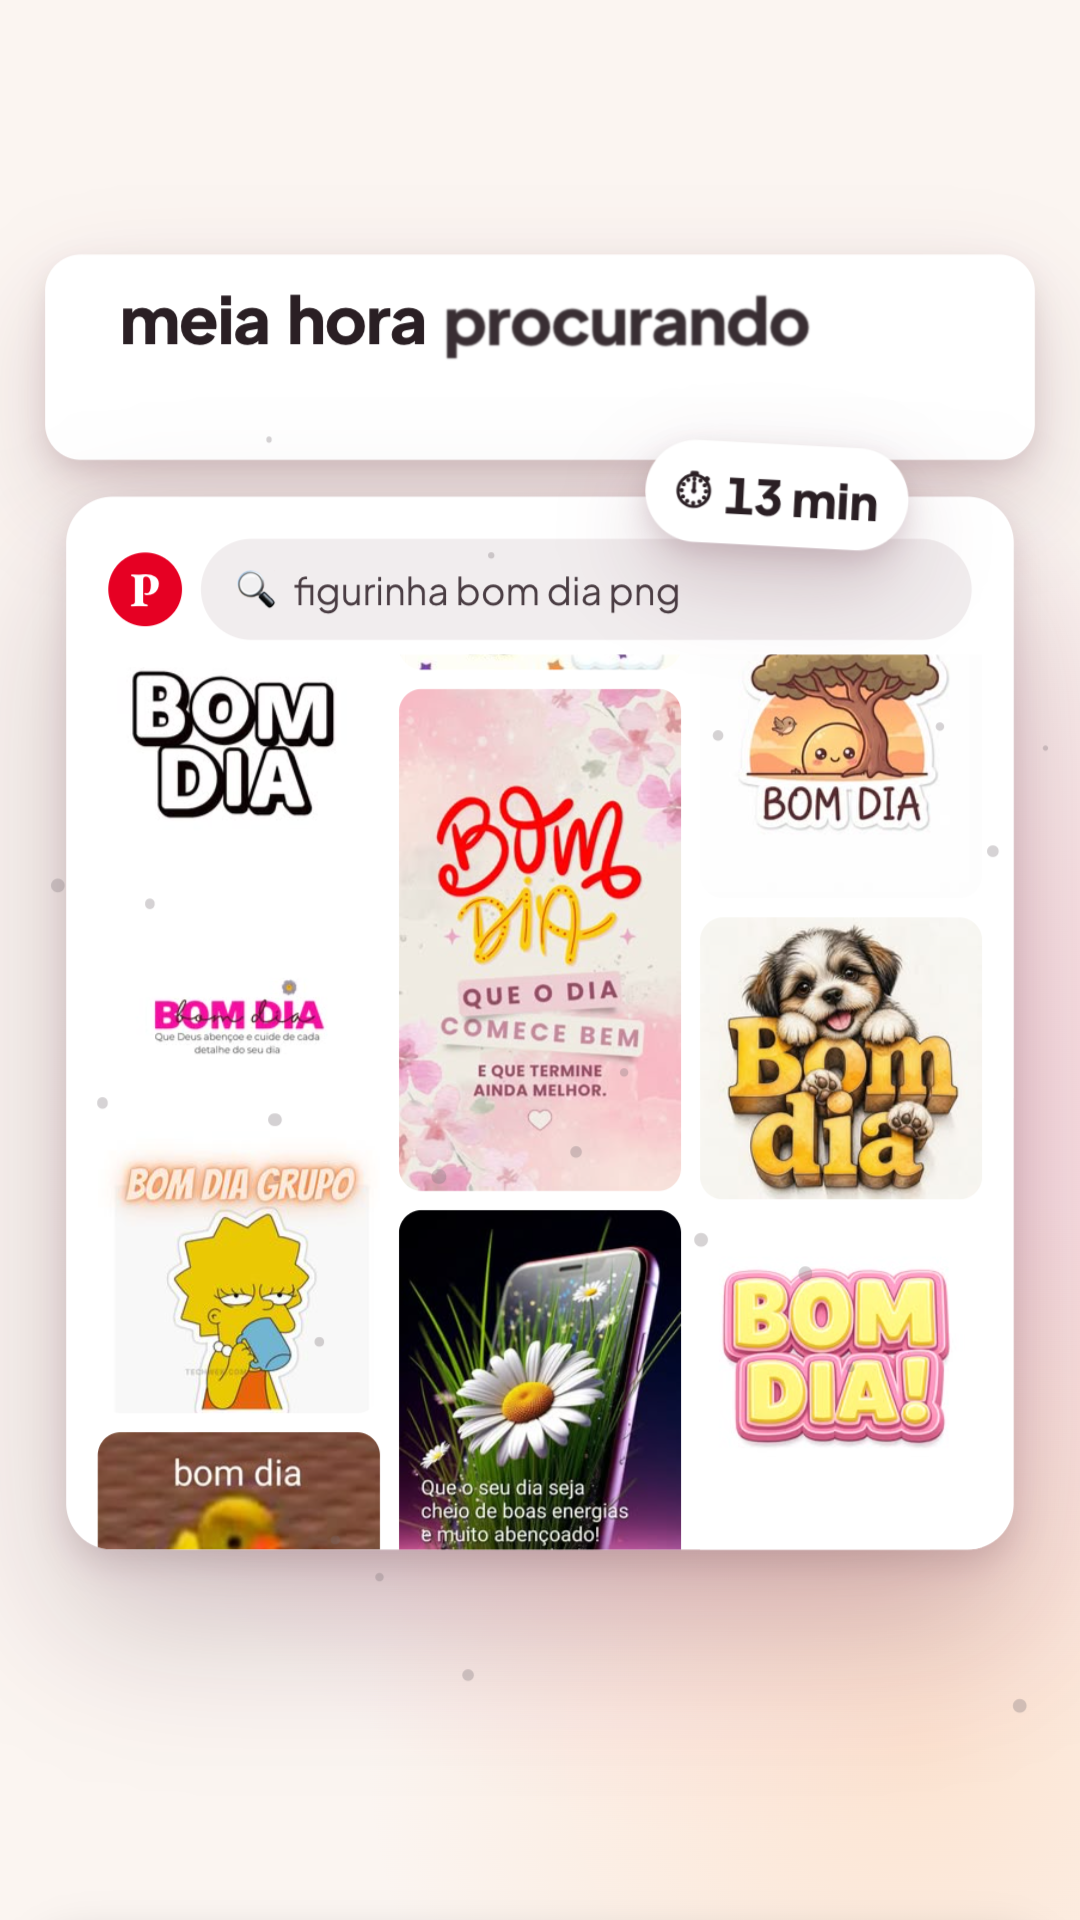 meia hora procurando
13 min
P
figurinha bom dia png
BOM
DIA
BOM DIA
bom dia
Que Deus abençoe e cuide de cada
detalhe do seu dia
BOM DIA GRUPO
bom dia
BOM
DIA
QUE O DIA
COMECE BEM
E QUE TERMINE
AINDA MELHOR.
Que o seu dia seja
cheio de boas energias
e muito abençoado!
BOM DIA
Bom
dia
BOM
DIA!